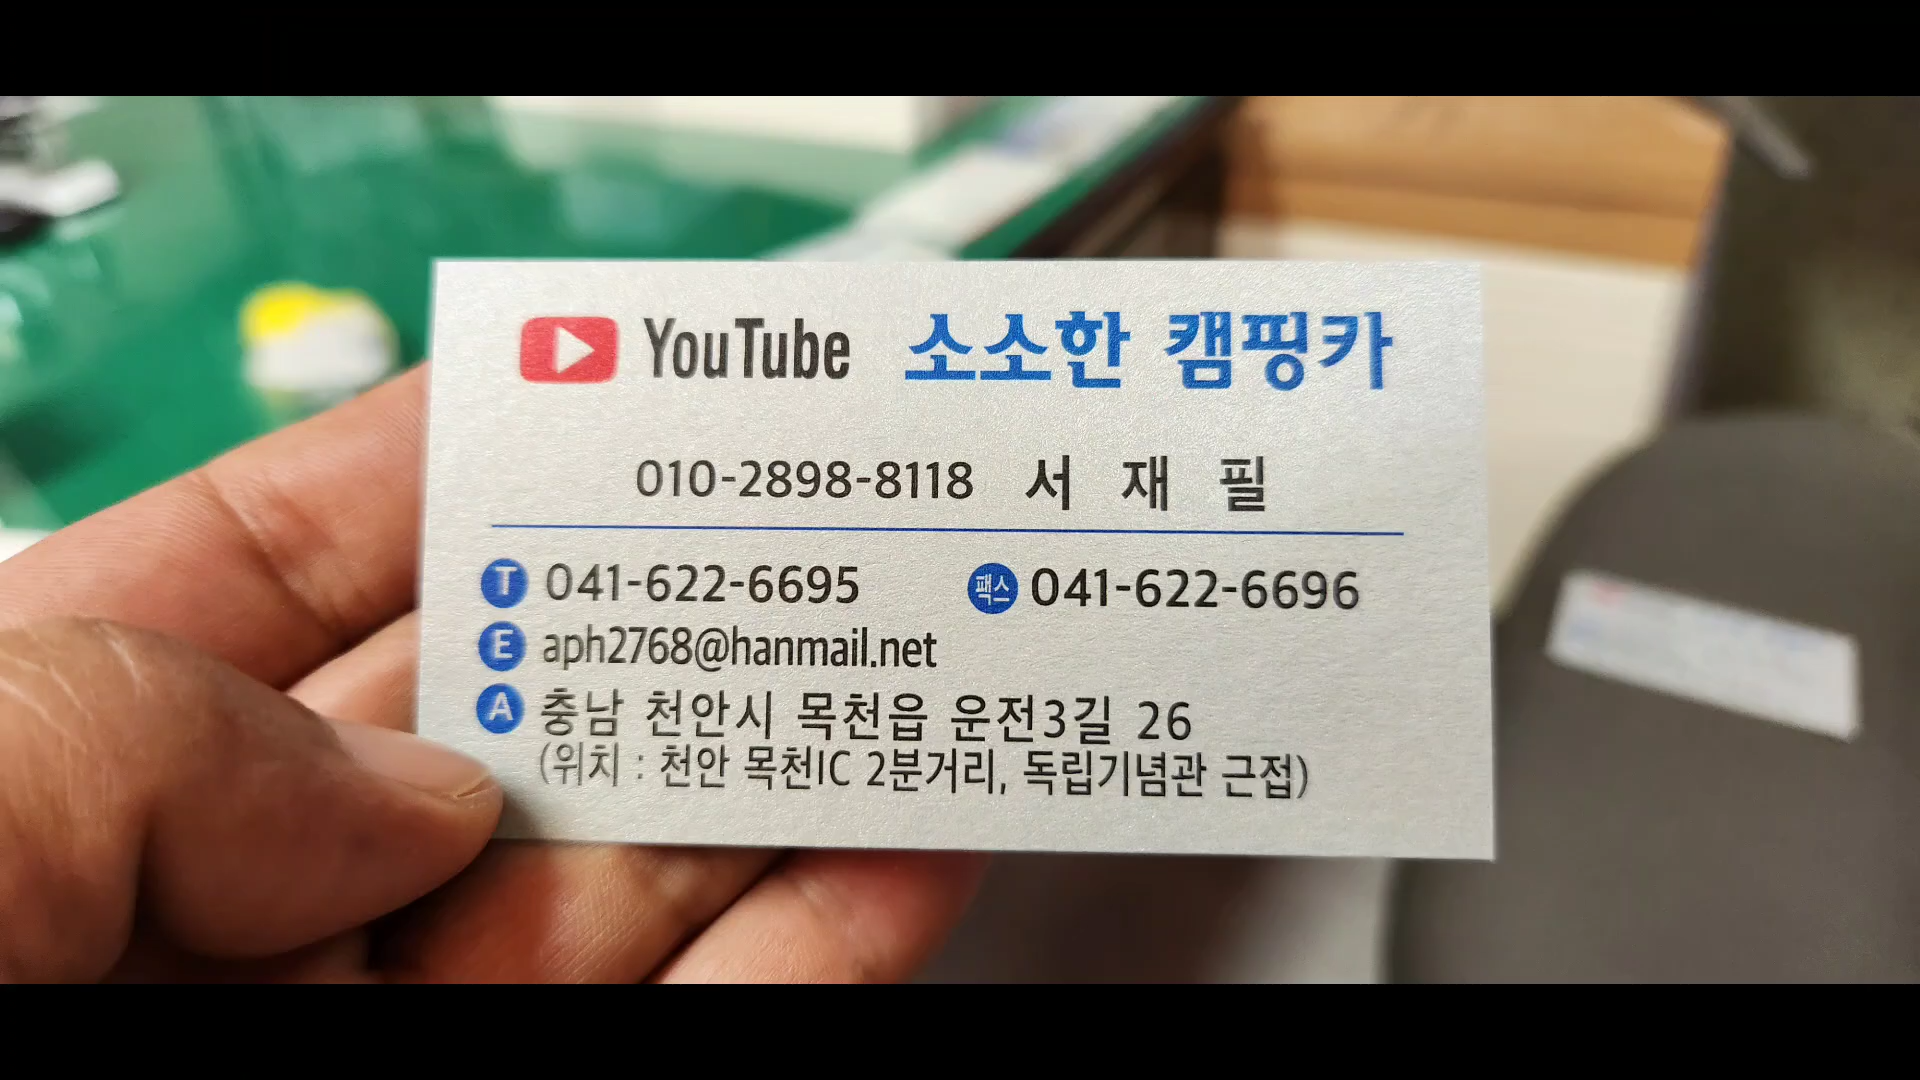 YouTube 소소한 캠핑카
010-2898-8118 서 재 필
T 041-622-6695 팩스 041-622-6696
E aph2768@hanmail.net
A 충남 천안시 목천읍 운전3길 26
(위치 : 천안 목천IC 2분거리, 독립기념관 근접)